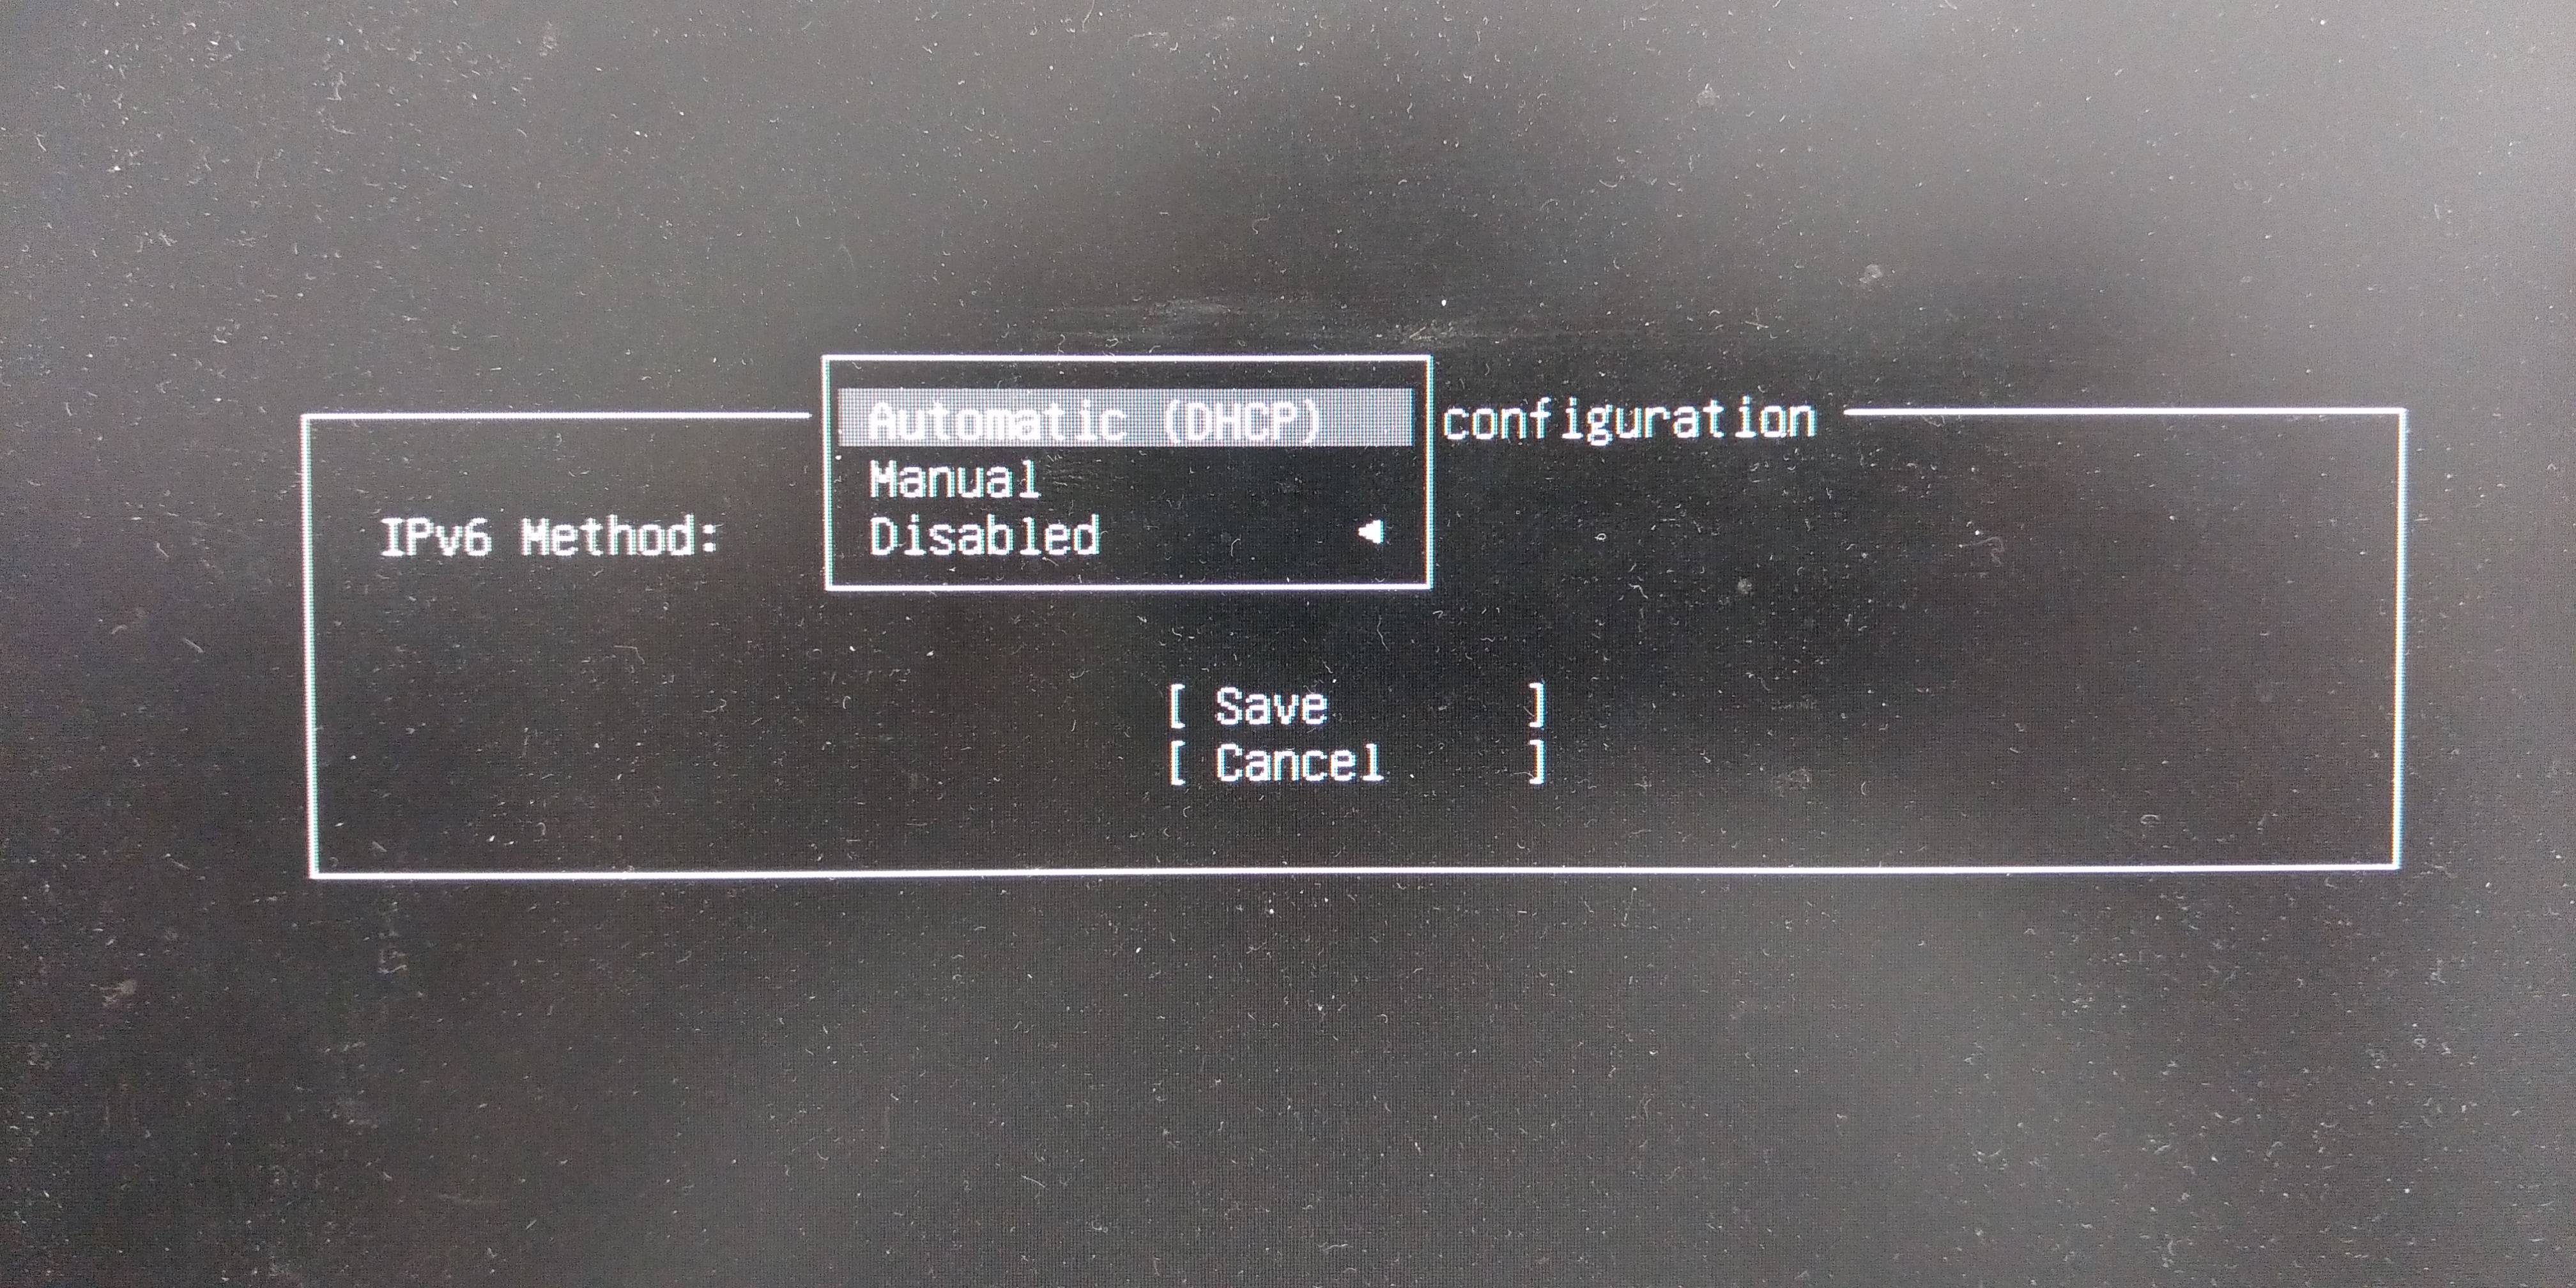 Automatic (DHCP) configuration
Manual
IPv6 Method: Disabled ◀
[ Save ]
[ Cancel ]